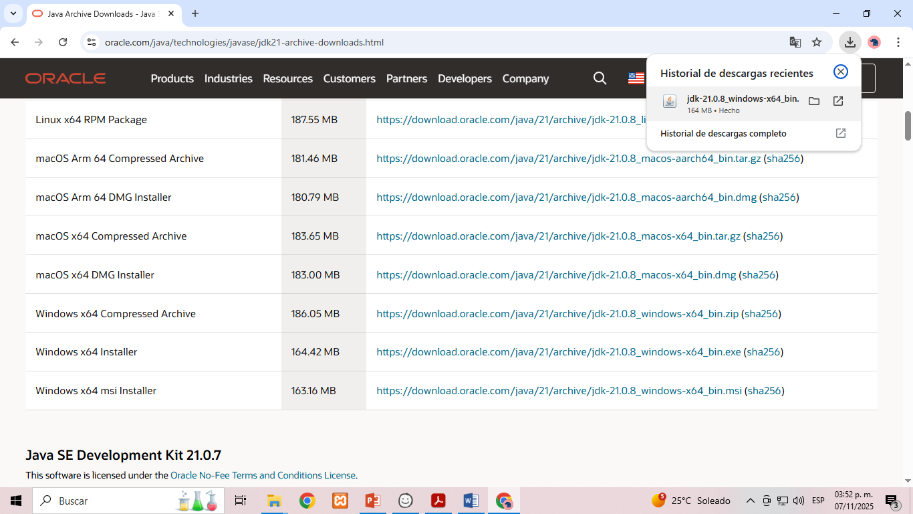 Java Archive Downloads - Java S
oracle.com/java/technologies/javase/jdk21-archive-downloads.html
ORACLE
Products Industries Resources Customers Partners Developers Company
Historial de descargas recientes
jdk-21.0.8_windows-x64_bin.
164 MB • Hecho
Historial de descargas completo
Linux x64 RPM Package 187.55 MB https://download.oracle.com/java/21/archive/jdk-21.0.8_li
macOS Arm 64 Compressed Archive 181.46 MB https://download.oracle.com/java/21/archive/jdk-21.0.8_macos-aarch64_bin.tar.gz (sha256)
macOS Arm 64 DMG Installer 180.79 MB https://download.oracle.com/java/21/archive/jdk-21.0.8_macos-aarch64_bin.dmg (sha256)
macOS x64 Compressed Archive 183.65 MB https://download.oracle.com/java/21/archive/jdk-21.0.8_macos-x64_bin.tar.gz (sha256)
macOS x64 DMG Installer 183.00 MB https://download.oracle.com/java/21/archive/jdk-21.0.8_macos-x64_bin.dmg (sha256)
Windows x64 Compressed Archive 186.05 MB https://download.oracle.com/java/21/archive/jdk-21.0.8_windows-x64_bin.zip (sha256)
Windows x64 Installer 164.42 MB https://download.oracle.com/java/21/archive/jdk-21.0.8_windows-x64_bin.exe (sha256)
Windows x64 msi Installer 163.16 MB https://download.oracle.com/java/21/archive/jdk-21.0.8_windows-x64_bin.msi (sha256)
Java SE Development Kit 21.0.7
This software is licensed under the Oracle No-Fee Terms and Conditions License.
Buscar
25°C Soleado
ESP
03:52 p. m.
07/11/2025
3